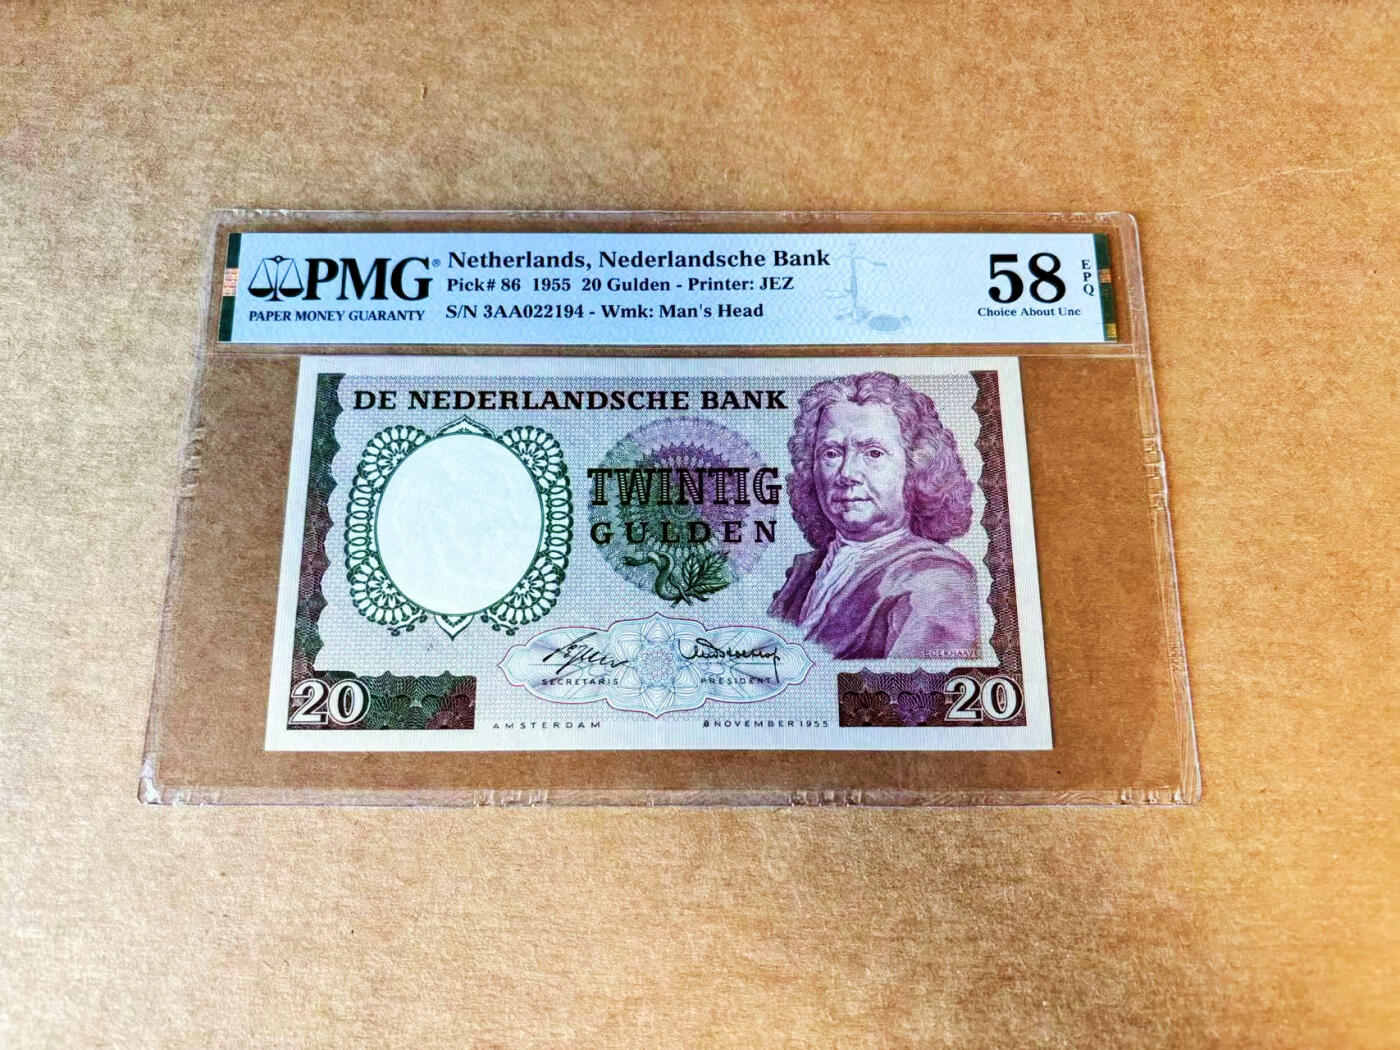 PMG®
PAPER MONEY GUARANTY
Netherlands, Nederlandsche Bank
Pick# 86 1955 20 Gulden - Printer: JEZ
S/N 3AA022194 - Wmk: Man's Head
58
EPQ
Choice About Unc
DE NEDERLANDSCHE BANK
TWINTIG
GULDEN
BOERHAAVE
SECRETARIS
PRESIDENT
20
AMSTERDAM
8 NOVEMBER 1955
20